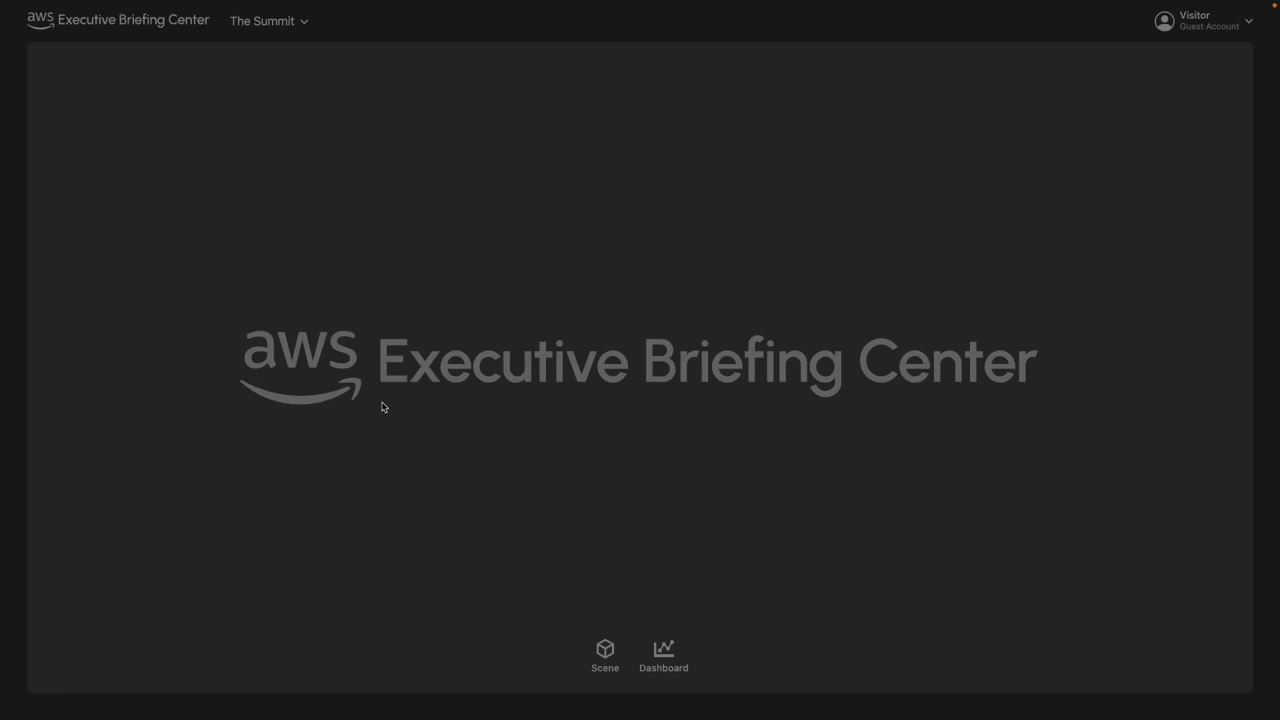 aws Executive Briefing Center
The Summit
Visitor
Guest Account
aws Executive Briefing Center
Scene
Dashboard